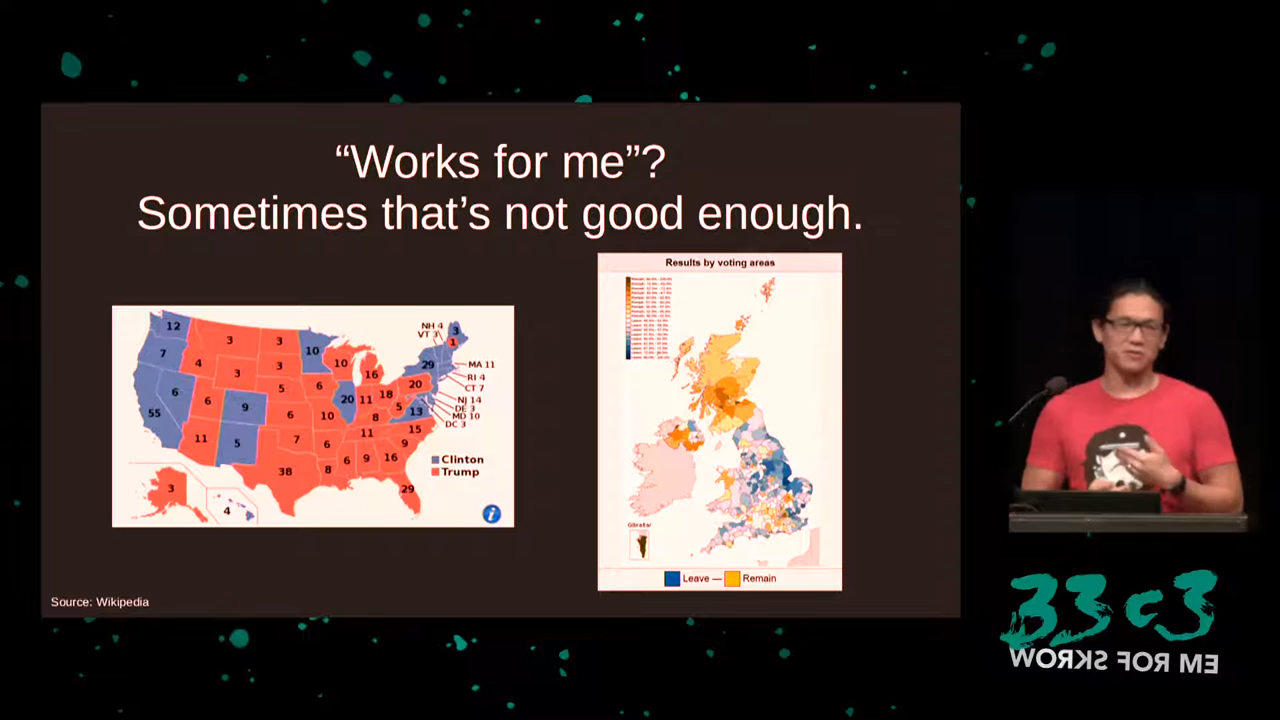 “Works for me”?
Sometimes that’s not good enough.
12
3
3
10
NH 4
VT 3
3
1
7
4
3
3
10
16
29
MA 11
RI 4
CT 7
6
6
5
6
20
11
18
20
NJ 14
DE 3
MD 10
DC 3
55
9
6
10
8
5
13
11
5
7
6
11
15
9
38
8
6
9
16
29
3
4
Clinton
Trump
i
Results by voting areas
Gibraltar
Leave — Remain
Source: Wikipedia
33c3
WORKS FOR ME